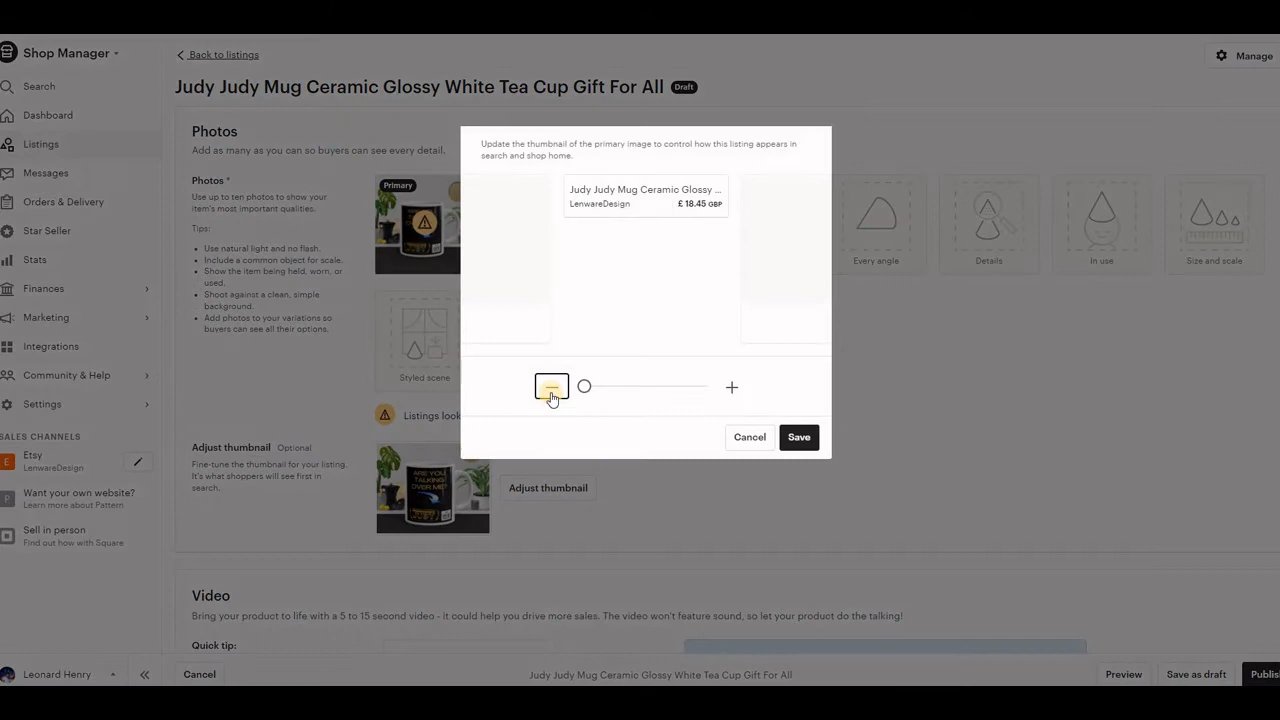 Shop Manager
Search
Dashboard
Listings
Messages
Orders & Delivery
Star Seller
Stats
Finances
Marketing
Integrations
Community & Help
Settings
SALES CHANNELS
E
Etsy
LenwareDesign
P
Want your own website?
Learn more about Pattern
Sell in person
Find out how with Square
Leonard Henry
Back to listings
Manage
Judy Judy Mug Ceramic Glossy White Tea Cup Gift For All
Draft
Photos
Add as many as you can so buyers can see every detail.
Photos *
Use up to ten photos to show your
item's most important qualities.
Tips:
• Use natural light and no flash.
• Include a common object for scale.
• Show the item being held, worn, or
used.
• Shoot against a clean, simple
background.
• Add photos to your variations so
buyers can see all their options.
Primary
Styled scene
Every angle
Details
In use
Size and scale
Listings look
Adjust thumbnail Optional
Fine-tune the thumbnail for your listing.
It's what shoppers will see first in
search.
ARE YOU
TALKING
OVER ME?
Adjust thumbnail
Update the thumbnail of the primary image to control how this listing appears in
search and shop home.
Judy Judy Mug Ceramic Glossy ...
LenwareDesign £ 18.45 GBP
Cancel
Save
Video
Bring your product to life with a 5 to 15 second video - it could help you drive more sales. The video won't feature sound, so let your product do the talking!
Quick tip:
Cancel
Judy Judy Mug Ceramic Glossy White Tea Cup Gift For All
Preview
Save as draft
Publis